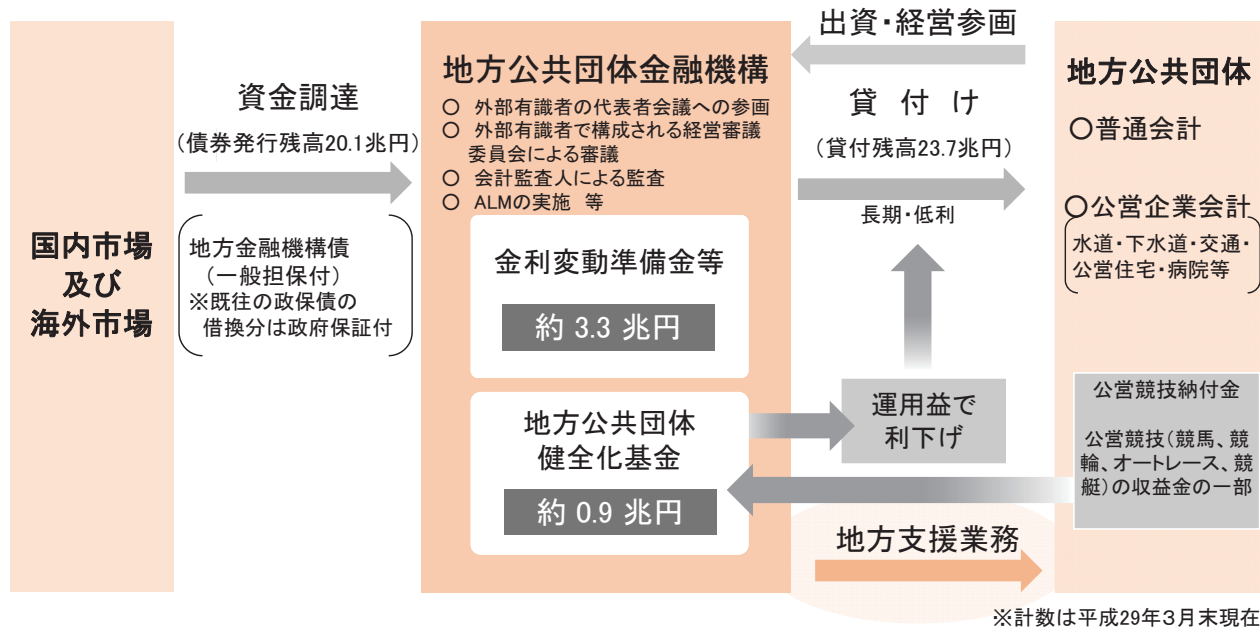 国内市場
及び
海外市場
資金調達
（債券発行残高20.1兆円）
地方金融機構債
（一般担保付）
※既往の政保債の
借換分は政府保証付
地方公共団体金融機構
○ 外部有識者の代表者会議への参画
○ 外部有識者で構成される経営審議
委員会による審議
○ 会計監査人による監査
○ ALMの実施 等
金利変動準備金等
約 3.3 兆円
地方公共団体
健全化基金
約 0.9 兆円
出資・経営参画
貸 付 け
（貸付残高23.7兆円）
長期・低利
運用益で
利下げ
地方支援業務
地方公共団体
○普通会計
○公営企業会計
水道・下水道・交通・
公営住宅・病院等
公営競技納付金
公営競技（競馬、競
輪、オートレース、競
艇）の収益金の一部
※計数は平成29年3月末現在